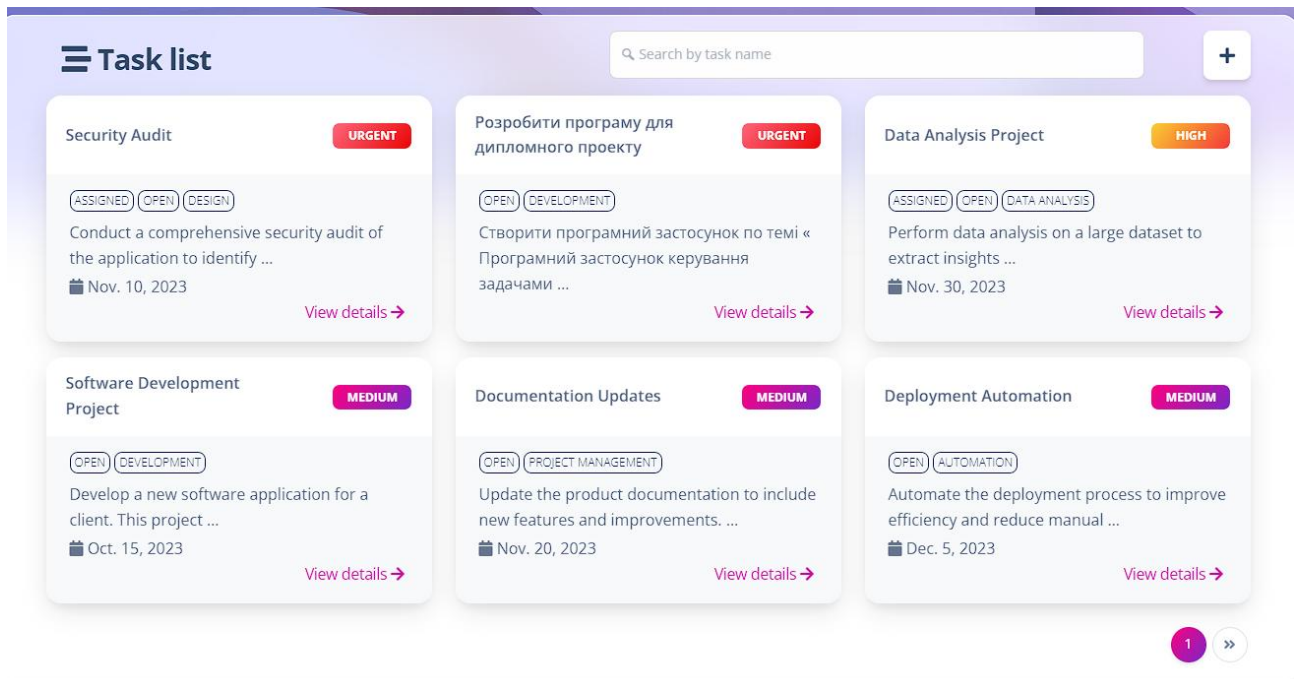 Task list
Search by task name
+
Security Audit
URGENT
ASSIGNED OPEN DESIGN
Conduct a comprehensive security audit of
the application to identify ...
Nov. 10, 2023
View details
Розробити програму для
дипломного проекту
URGENT
OPEN DEVELOPMENT
Створити програмний застосунок по темі «
Програмний застосунок керування
задачами ...
View details
Data Analysis Project
HIGH
ASSIGNED OPEN DATA ANALYSIS
Perform data analysis on a large dataset to
extract insights ...
Nov. 30, 2023
View details
Software Development
Project
MEDIUM
OPEN DEVELOPMENT
Develop a new software application for a
client. This project ...
Oct. 15, 2023
View details
Documentation Updates
MEDIUM
OPEN PROJECT MANAGEMENT
Update the product documentation to include
new features and improvements. ...
Nov. 20, 2023
View details
Deployment Automation
MEDIUM
OPEN AUTOMATION
Automate the deployment process to improve
efficiency and reduce manual ...
Dec. 5, 2023
View details
1 »